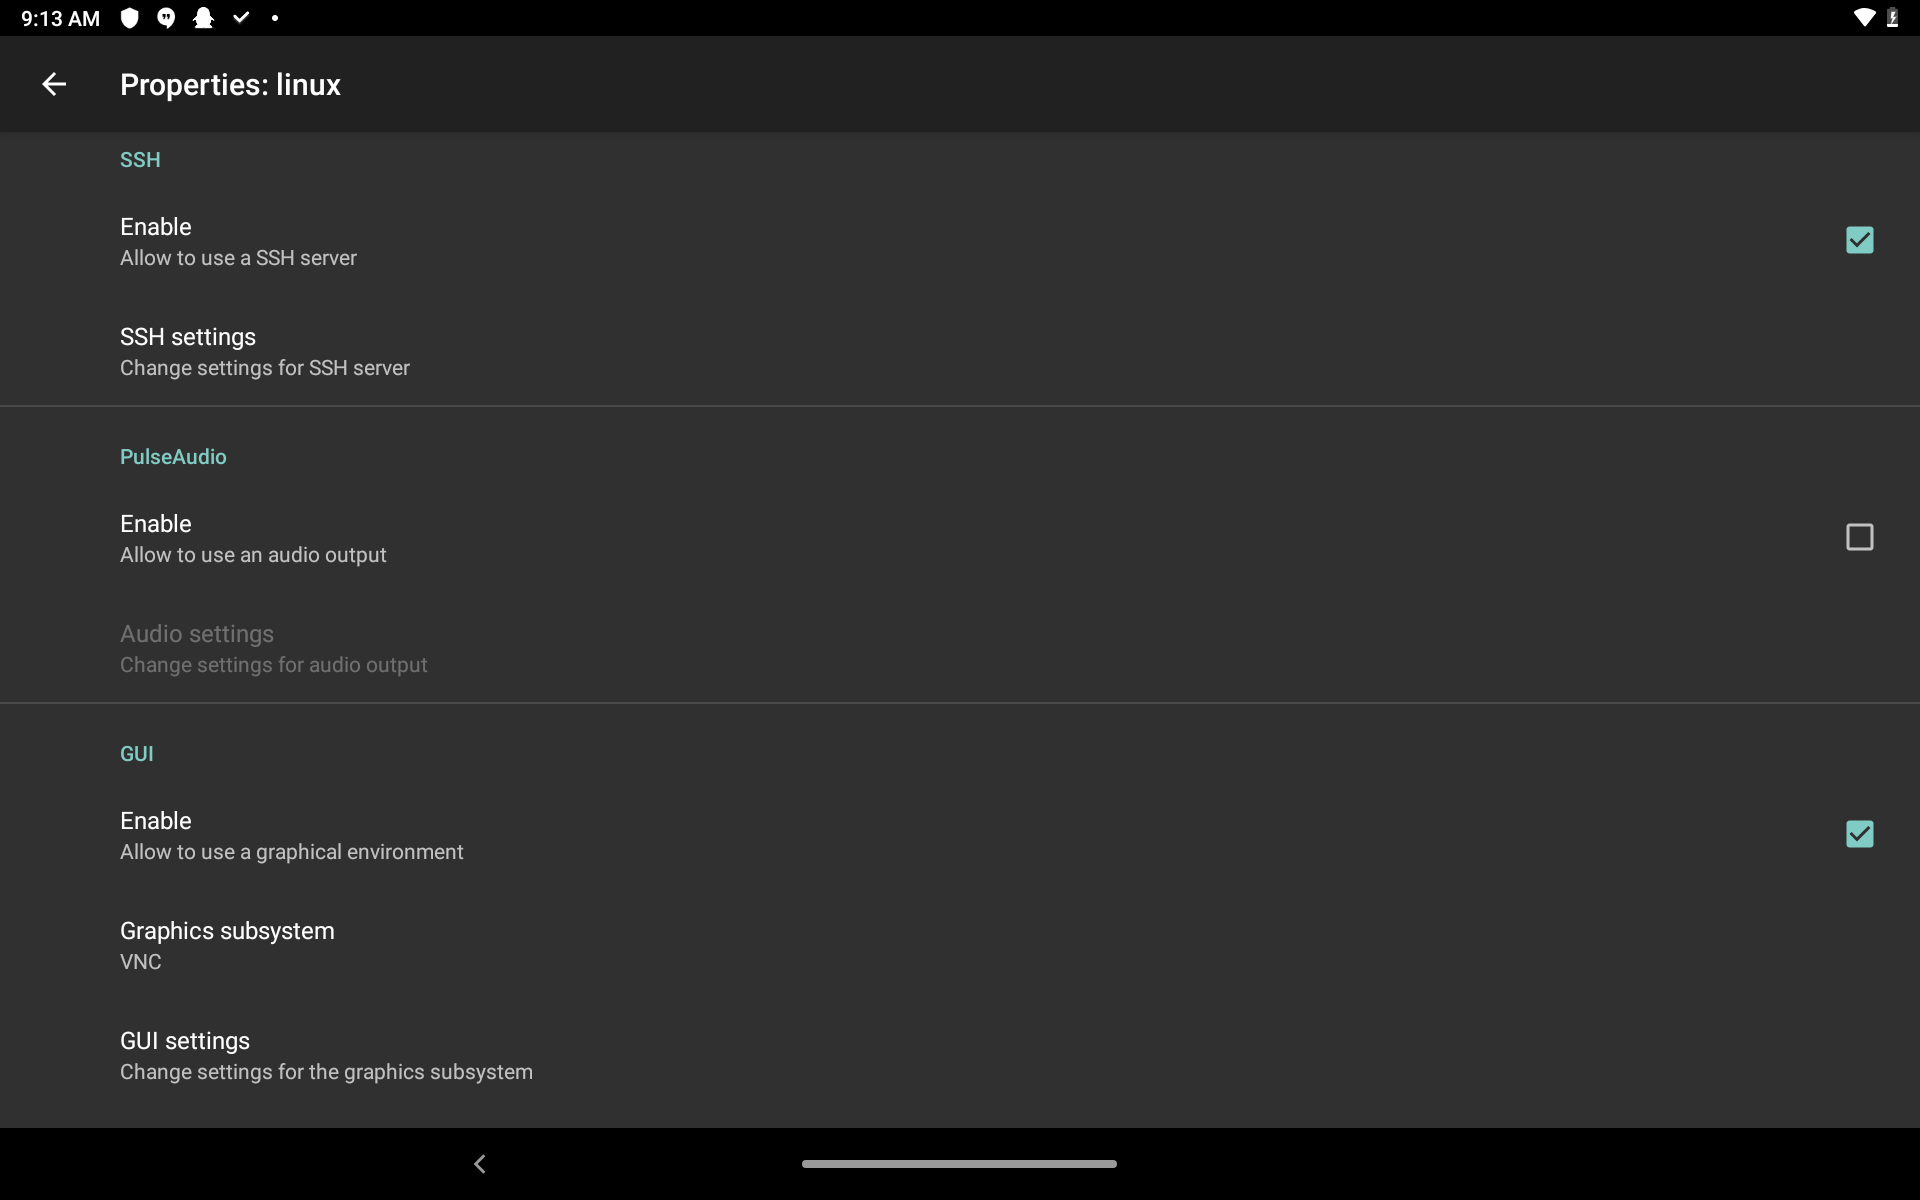 9:13 AM
Properties: linux
SSH
Enable
Allow to use a SSH server
SSH settings
Change settings for SSH server
PulseAudio
Enable
Allow to use an audio output
Audio settings
Change settings for audio output
GUI
Enable
Allow to use a graphical environment
Graphics subsystem
VNC
GUI settings
Change settings for the graphics subsystem